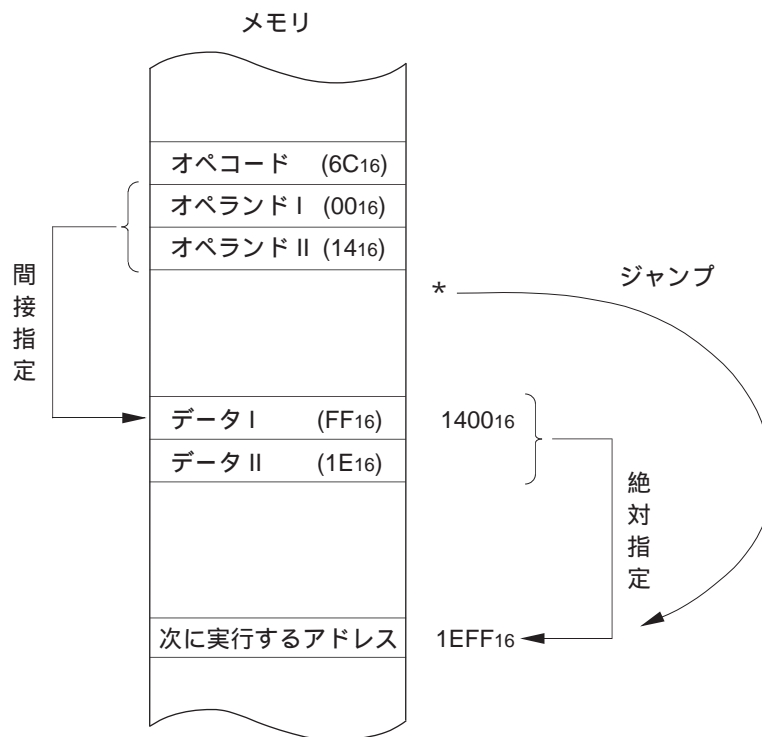 メモリ
オペコード (6C16)
オペランド I (0016)
オペランド II (1416)
間接指定
* ジャンプ
データ I (FF16) 140016
データ II (1E16)
絶対指定
次に実行するアドレス 1EFF16